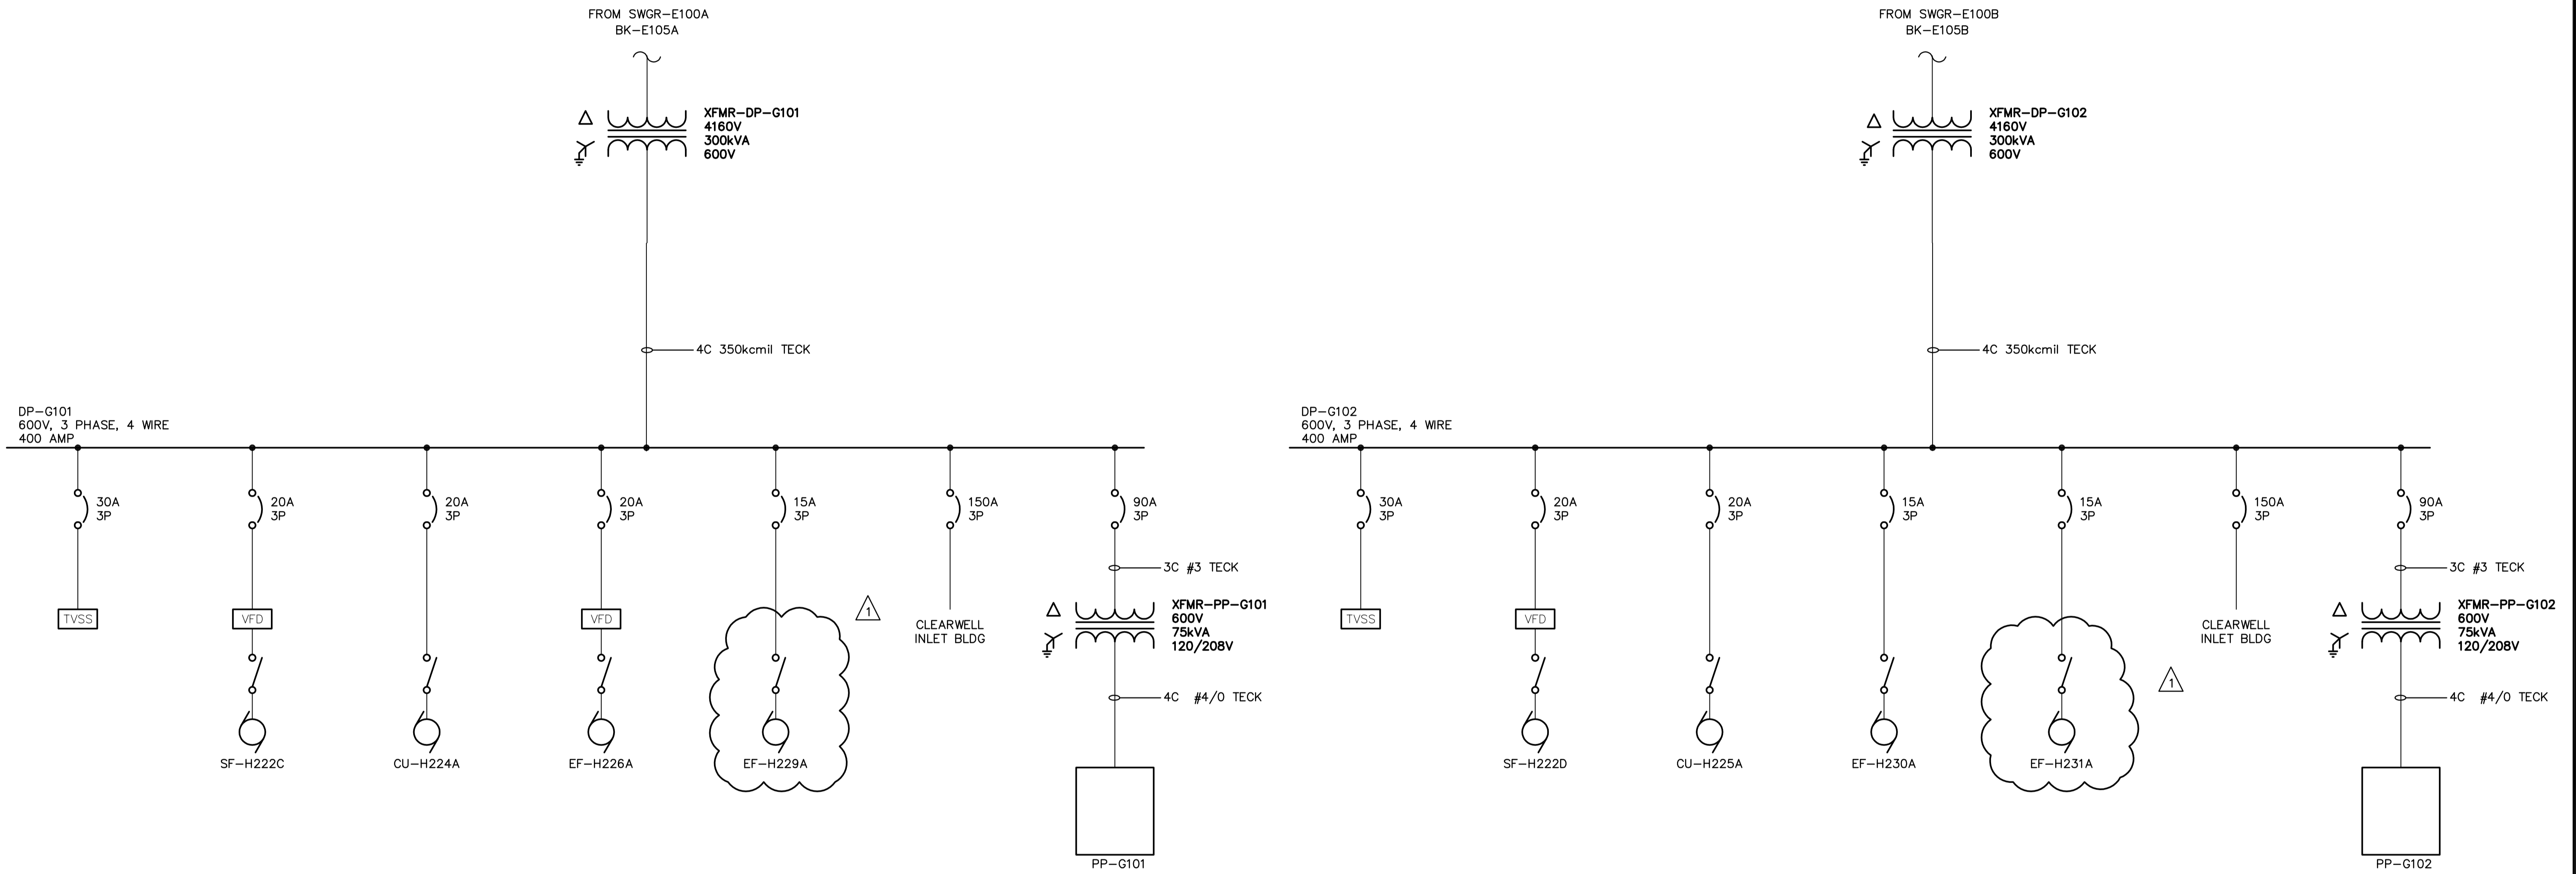 FROM SWGR-E100A
BK-E105A
XFMR-DP-G101
4160V
300kVA
600V
4C 350kcmil TECK
DP-G101
600V, 3 PHASE, 4 WIRE
400 AMP
30A
3P
TVSS
20A
3P
VFD
SF-H222C
20A
3P
CU-H224A
20A
3P
VFD
EF-H226A
15A
3P
EF-H229A
1
150A
3P
CLEARWELL
INLET BLDG
90A
3P
3C #3 TECK
XFMR-PP-G101
600V
75kVA
120/208V
4C #4/0 TECK
PP-G101
FROM SWGR-E100B
BK-E105B
XFMR-DP-G102
4160V
300kVA
600V
4C 350kcmil TECK
DP-G102
600V, 3 PHASE, 4 WIRE
400 AMP
30A
3P
TVSS
20A
3P
VFD
SF-H222D
20A
3P
CU-H225A
15A
3P
EF-H230A
15A
3P
EF-H231A
1
150A
3P
CLEARWELL
INLET BLDG
90A
3P
3C #3 TECK
XFMR-PP-G102
600V
75kVA
120/208V
4C #4/0 TECK
PP-G102